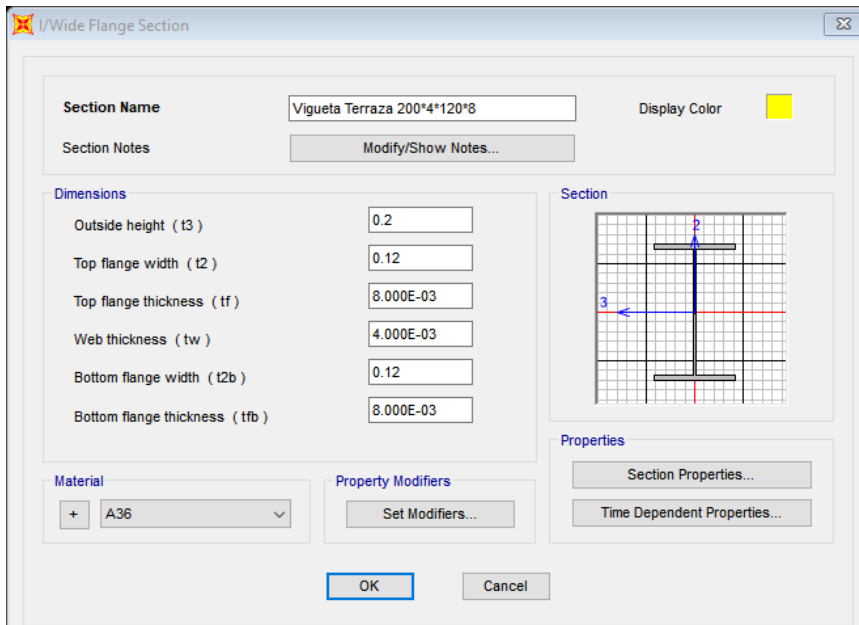 I/Wide Flange Section
Section Name Vigueta Terraza 200*4*120*8 Display Color
Section Notes Modify/Show Notes...
Dimensions
Outside height ( t3 ) 0.2
Top flange width ( t2 ) 0.12
Top flange thickness ( tf ) 8.000E-03
Web thickness ( tw ) 4.000E-03
Bottom flange width ( t2b ) 0.12
Bottom flange thickness ( tfb ) 8.000E-03
Section
2
3
Properties
Section Properties...
Time Dependent Properties...
Material
+ A36
Property Modifiers
Set Modifiers...
OK Cancel